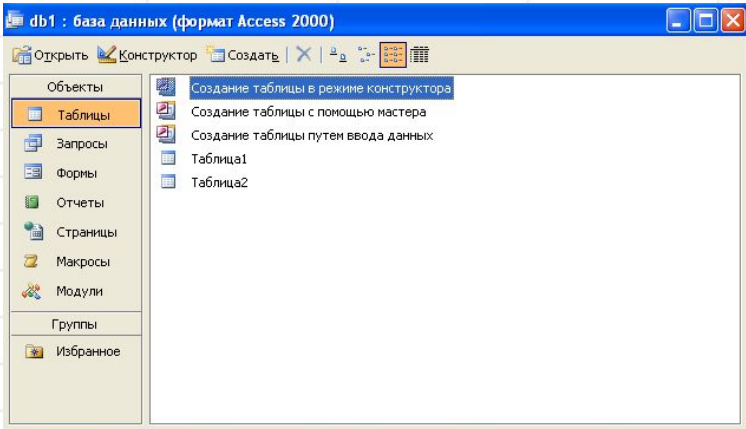 db1 : база данных (формат Access 2000)
Открыть Конструктор Создать
Объекты
Таблицы
Запросы
Формы
Отчеты
Страницы
Макросы
Модули
Группы
Избранное
Создание таблицы в режиме конструктора
Создание таблицы с помощью мастера
Создание таблицы путем ввода данных
Таблица1
Таблица2